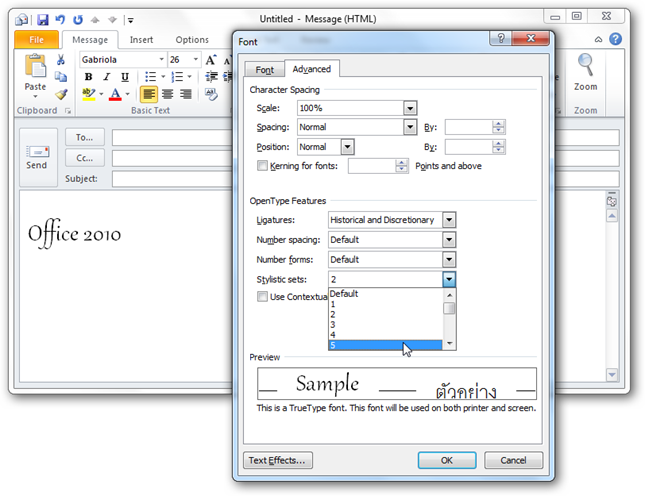 Untitled - Message (HTML)
File Message Insert Options
Gabriola 26
B I U
Paste
Clipboard Basic Text Zoom
Zoom
To...
Cc...
Send
Subject:
Office 2010
Font
Font Advanced
Character Spacing
Scale: 100%
Spacing: Normal By:
Position: Normal By:
Kerning for fonts: Points and above
OpenType Features
Ligatures: Historical and Discretionary
Number spacing: Default
Number forms: Default
Stylistic sets: 2
Use Contextua
Default
1
2
3
4
5
Preview
Sample ตัวอย่าง
This is a TrueType font. This font will be used on both printer and screen.
Text Effects... OK Cancel